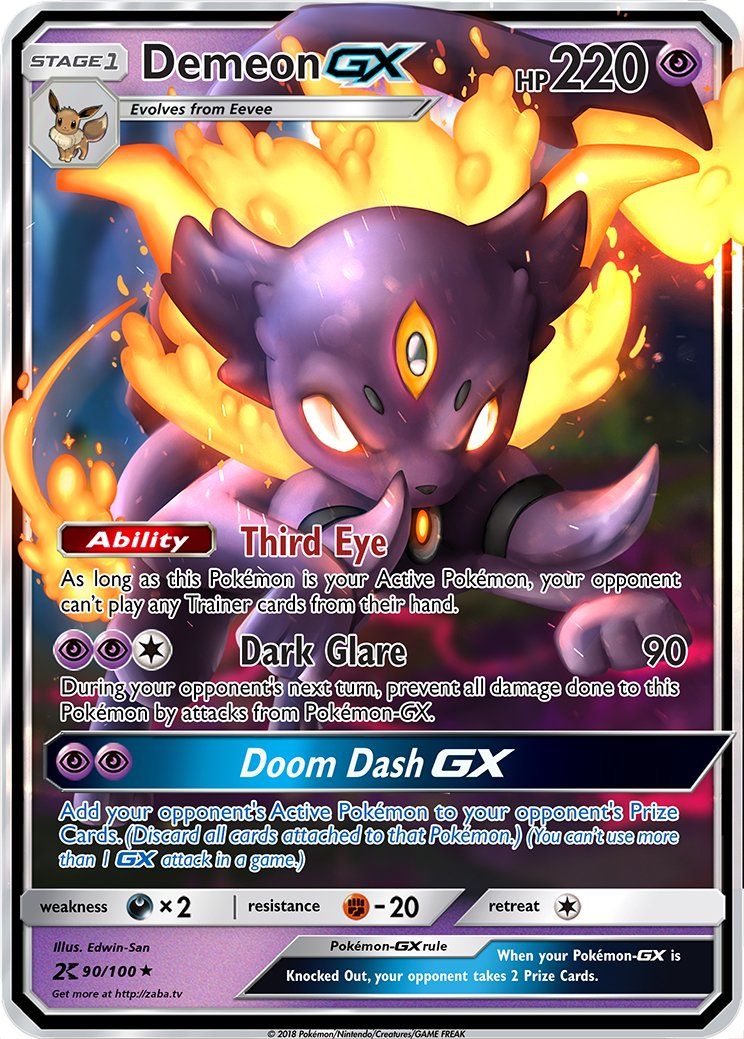 STAGE 1 Demeon GX HP 220
Evolves from Eevee
Ability Third Eye
As long as this Pokémon is your Active Pokémon, your opponent
can't play any Trainer cards from their hand.
Dark Glare 90
During your opponent's next turn, prevent all damage done to this
Pokémon by attacks from Pokémon-GX.
Doom Dash GX
Add your opponent's Active Pokémon to your opponent's Prize
Cards. (Discard all cards attached to that Pokémon.) (You can't use more
than 1 GX attack in a game.)
weakness ×2 resistance -20 retreat
Illus. Edwin-San
90/100 ★
Get more at http://zaba.tv
Pokémon-GX rule
When your Pokémon-GX is
Knocked Out, your opponent takes 2 Prize Cards.
© 2018 Pokémon/Nintendo/Creatures/GAME FREAK